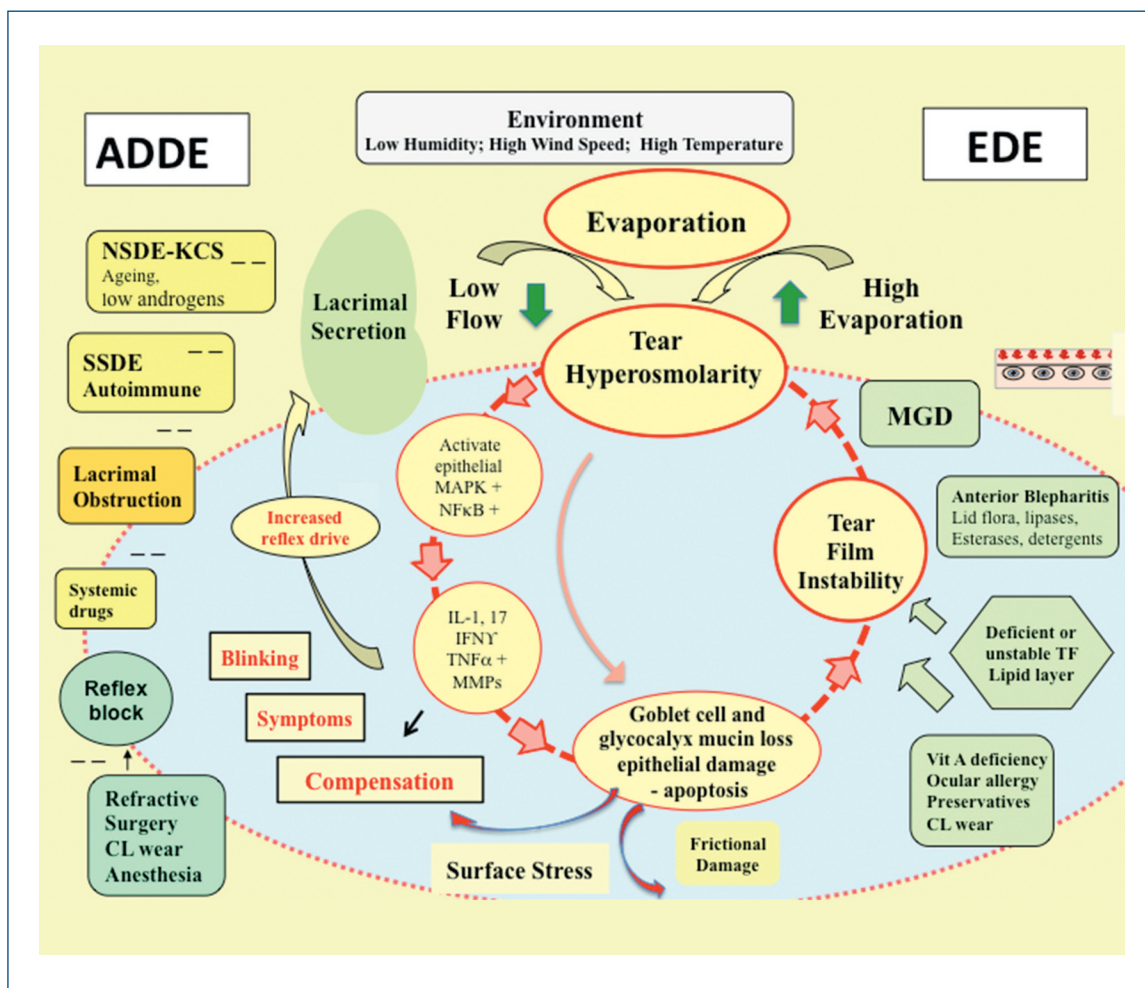 Environment
Low Humidity; High Wind Speed; High Temperature
ADDE
EDE
Evaporation
NSDE-KCS
Ageing,
low androgens
Lacrimal
Secretion
Low
Flow
High
Evaporation
Tear
Hyperosmolarity
SSDE
Autoimmune
MGD
Activate
epithelial
MAPK +
NFκB +
Lacrimal
Obstruction
Increased
reflex drive
Tear
Film
Instability
Anterior Blepharitis
Lid flora, lipases,
Esterases, detergents
Systemic
drugs
IL-1, 17
IFNϒ
TNFα +
MMPs
Deficient or
unstable TF
Lipid layer
Blinking
Reflex
block
Symptoms
Goblet cell and
glycocalyx mucin loss
epithelial damage
- apoptosis
Compensation
Vit A deficiency
Ocular allergy
Preservatives
CL wear
Refractive
Surgery
CL wear
Anesthesia
Surface Stress
Frictional
Damage